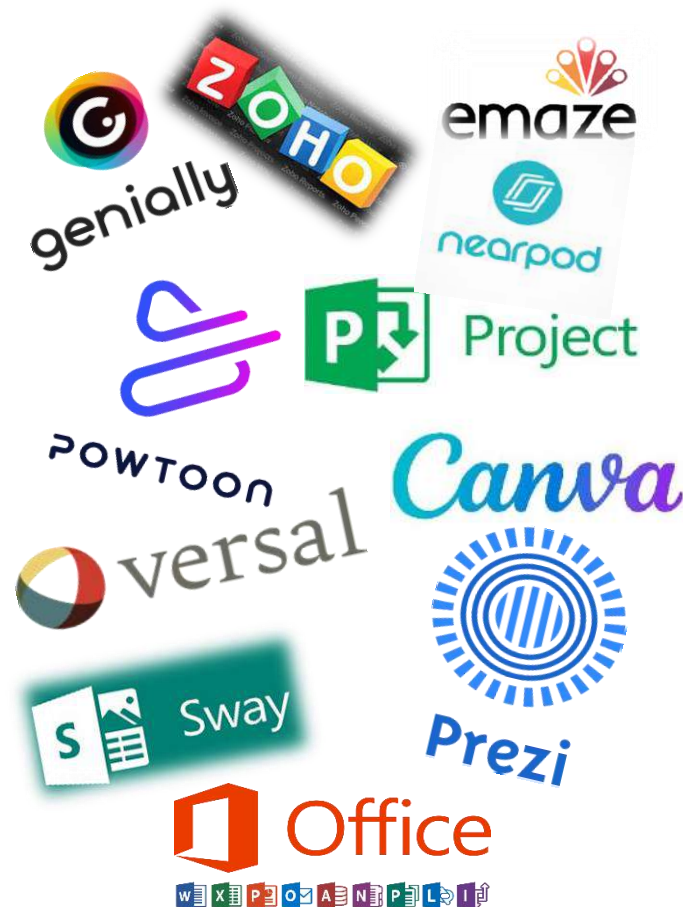 ZOHO
emaze
genially
nearpod
P Project
POWTOON
Canva
versal
S Sway
Prezi
Office
W X P O A N P L I